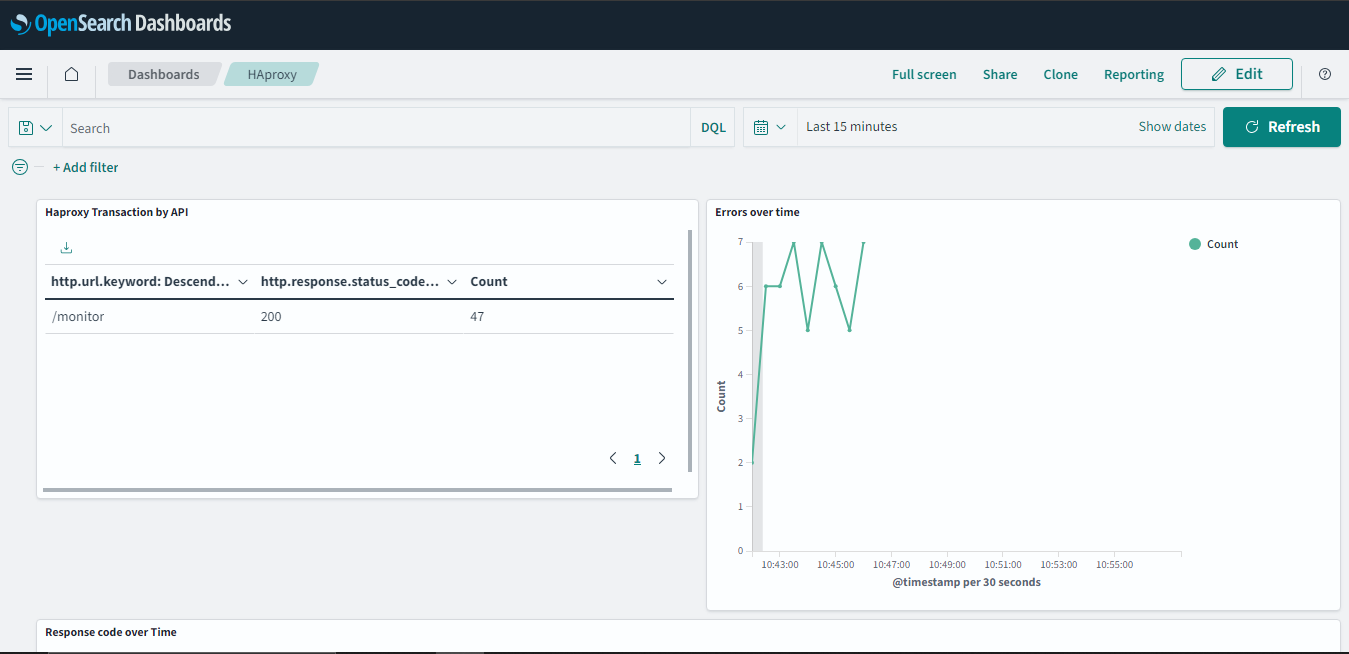 OpenSearch Dashboards
Dashboards HAproxy Full screen Share Clone Reporting Edit
Search DQL Last 15 minutes Show dates Refresh
+ Add filter
Haproxy Transaction by API
http.url.keyword: Descend... http.response.status_code... Count
/monitor 200 47
1
Errors over time
Count
7
6
5
4
3
2
1
0
Count
10:43:00 10:45:00 10:47:00 10:49:00 10:51:00 10:53:00 10:55:00
@timestamp per 30 seconds
Response code over Time